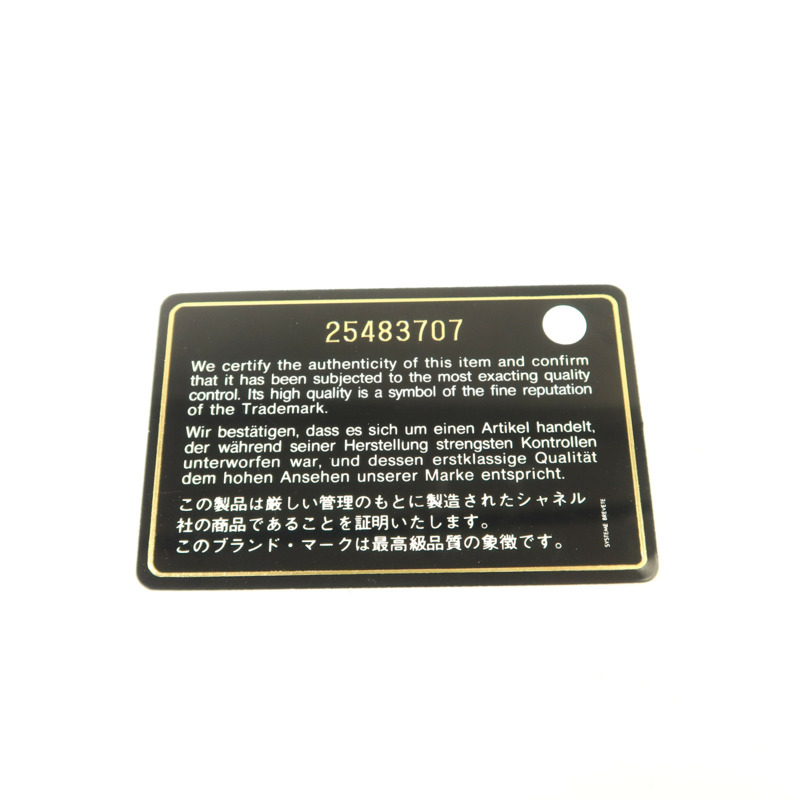 25483707
We certify the authenticity of this item and confirm
that it has been subjected to the most exacting quality
control. Its high quality is a symbol of the fine reputation
of the Trademark.
Wir bestätigen, dass es sich um einen Artikel handelt,
der während seiner Herstellung strengsten Kontrollen
unterworfen war, und dessen erstklassige Qualität
dem hohen Ansehen unserer Marke entspricht.
この製品は厳しい管理のもとに製造されたシャネル
社の商品であることを証明いたします。
このブランド・マークは最高級品質の象徴です。
SYSTEME BREVETE